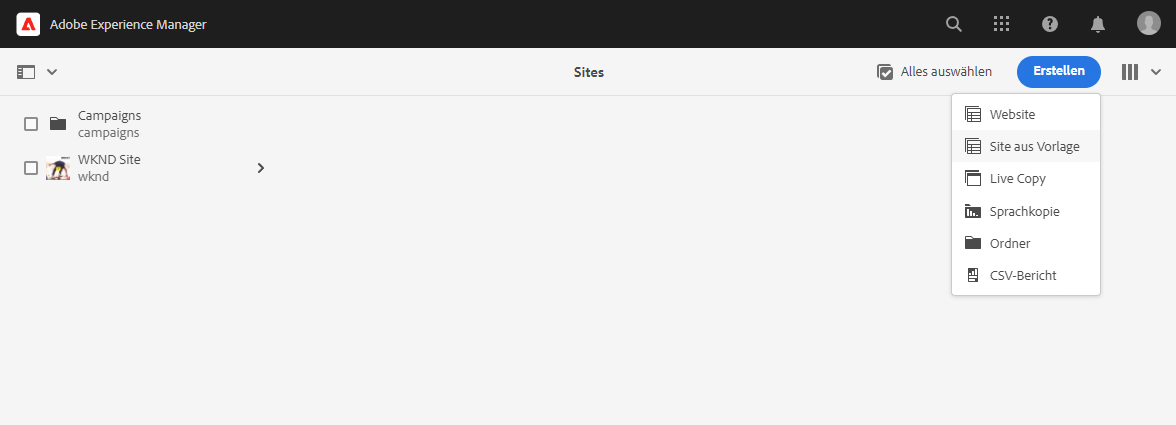 Adobe Experience Manager
Sites
Alles auswählen
Erstellen
Campaigns
campaigns
WKND Site
wknd
Website
Site aus Vorlage
Live Copy
Sprachkopie
Ordner
CSV-Bericht